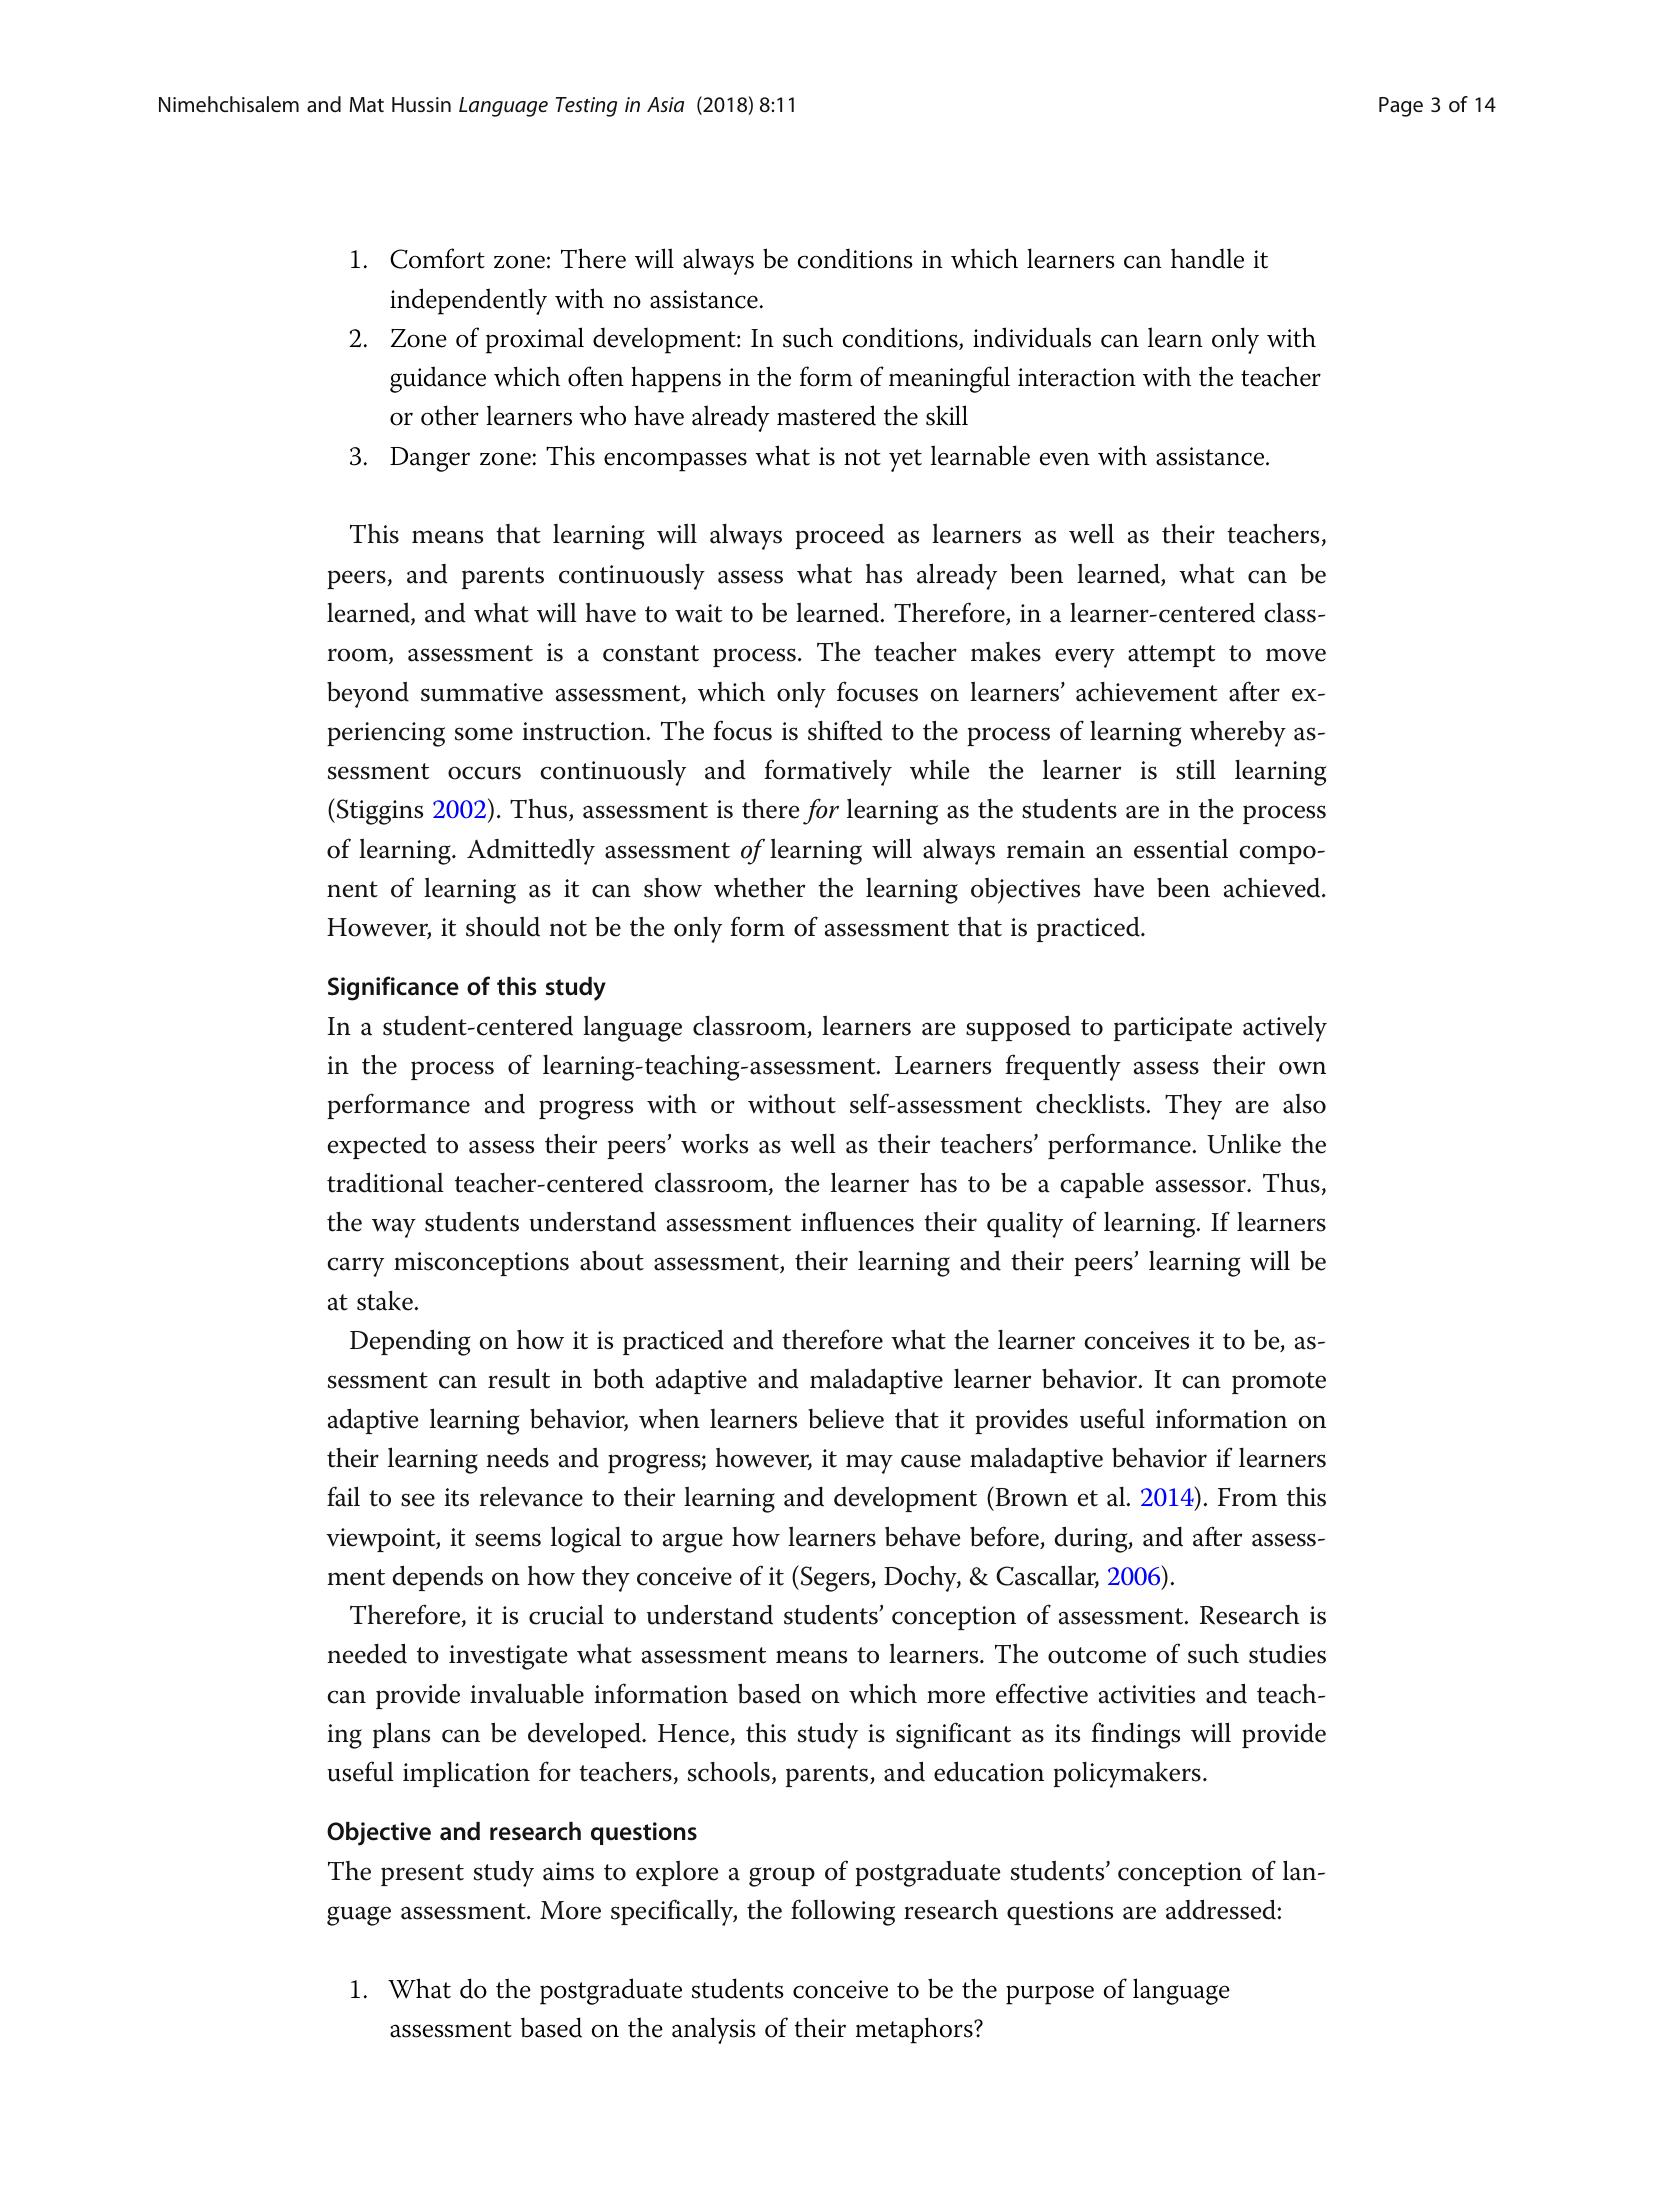 Nimehchisalem and Mat Hussin Language Testing in Asia (2018) 8:11
Page 3 of 14
1. Comfort zone: There will always be conditions in which learners can handle it
independently with no assistance.
2. Zone of proximal development: In such conditions, individuals can learn only with
guidance which often happens in the form of meaningful interaction with the teacher
or other learners who have already mastered the skill
3. Danger zone: This encompasses what is not yet learnable even with assistance.
This means that learning will always proceed as learners as well as their teachers,
peers, and parents continuously assess what has already been learned, what can be
learned, and what will have to wait to be learned. Therefore, in a learner-centered class-
room, assessment is a constant process. The teacher makes every attempt to move
beyond summative assessment, which only focuses on learners’ achievement after ex-
periencing some instruction. The focus is shifted to the process of learning whereby as-
sessment occurs continuously and formatively while the learner is still learning
(Stiggins 2002). Thus, assessment is there for learning as the students are in the process
of learning. Admittedly assessment of learning will always remain an essential compo-
nent of learning as it can show whether the learning objectives have been achieved.
However, it should not be the only form of assessment that is practiced.
Significance of this study
In a student-centered language classroom, learners are supposed to participate actively
in the process of learning-teaching-assessment. Learners frequently assess their own
performance and progress with or without self-assessment checklists. They are also
expected to assess their peers’ works as well as their teachers’ performance. Unlike the
traditional teacher-centered classroom, the learner has to be a capable assessor. Thus,
the way students understand assessment influences their quality of learning. If learners
carry misconceptions about assessment, their learning and their peers’ learning will be
at stake.
Depending on how it is practiced and therefore what the learner conceives it to be, as-
sessment can result in both adaptive and maladaptive learner behavior. It can promote
adaptive learning behavior, when learners believe that it provides useful information on
their learning needs and progress; however, it may cause maladaptive behavior if learners
fail to see its relevance to their learning and development (Brown et al. 2014). From this
viewpoint, it seems logical to argue how learners behave before, during, and after assess-
ment depends on how they conceive of it (Segers, Dochy, & Cascallar, 2006).
Therefore, it is crucial to understand students’ conception of assessment. Research is
needed to investigate what assessment means to learners. The outcome of such studies
can provide invaluable information based on which more effective activities and teach-
ing plans can be developed. Hence, this study is significant as its findings will provide
useful implication for teachers, schools, parents, and education policymakers.
Objective and research questions
The present study aims to explore a group of postgraduate students’ conception of lan-
guage assessment. More specifically, the following research questions are addressed:
1. What do the postgraduate students conceive to be the purpose of language
assessment based on the analysis of their metaphors?